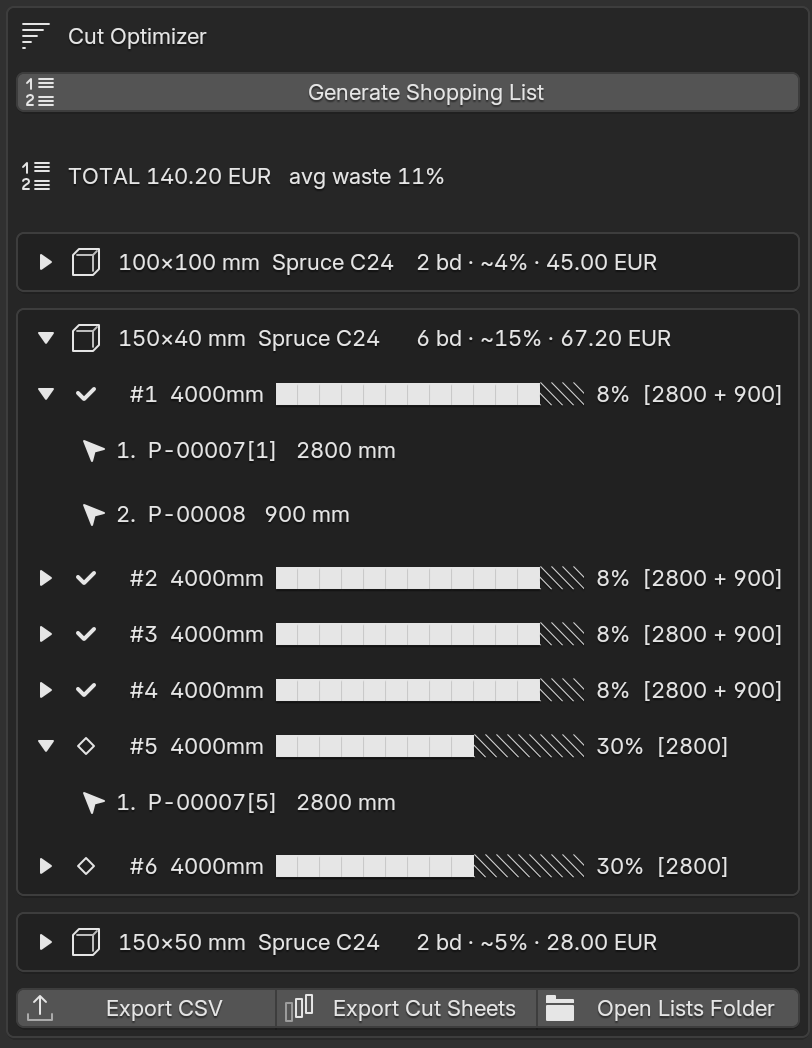 Cut Optimizer
Generate Shopping List
TOTAL 140.20 EUR avg waste 11%
100×100 mm Spruce C24 2 bd · ~4% · 45.00 EUR
150×40 mm Spruce C24 6 bd · ~15% · 67.20 EUR
#1 4000mm 8% [2800 + 900]
1. P-00007[1] 2800 mm
2. P-00008 900 mm
#2 4000mm 8% [2800 + 900]
#3 4000mm 8% [2800 + 900]
#4 4000mm 8% [2800 + 900]
#5 4000mm 30% [2800]
1. P-00007[5] 2800 mm
#6 4000mm 30% [2800]
150×50 mm Spruce C24 2 bd · ~5% · 28.00 EUR
Export CSV Export Cut Sheets Open Lists Folder